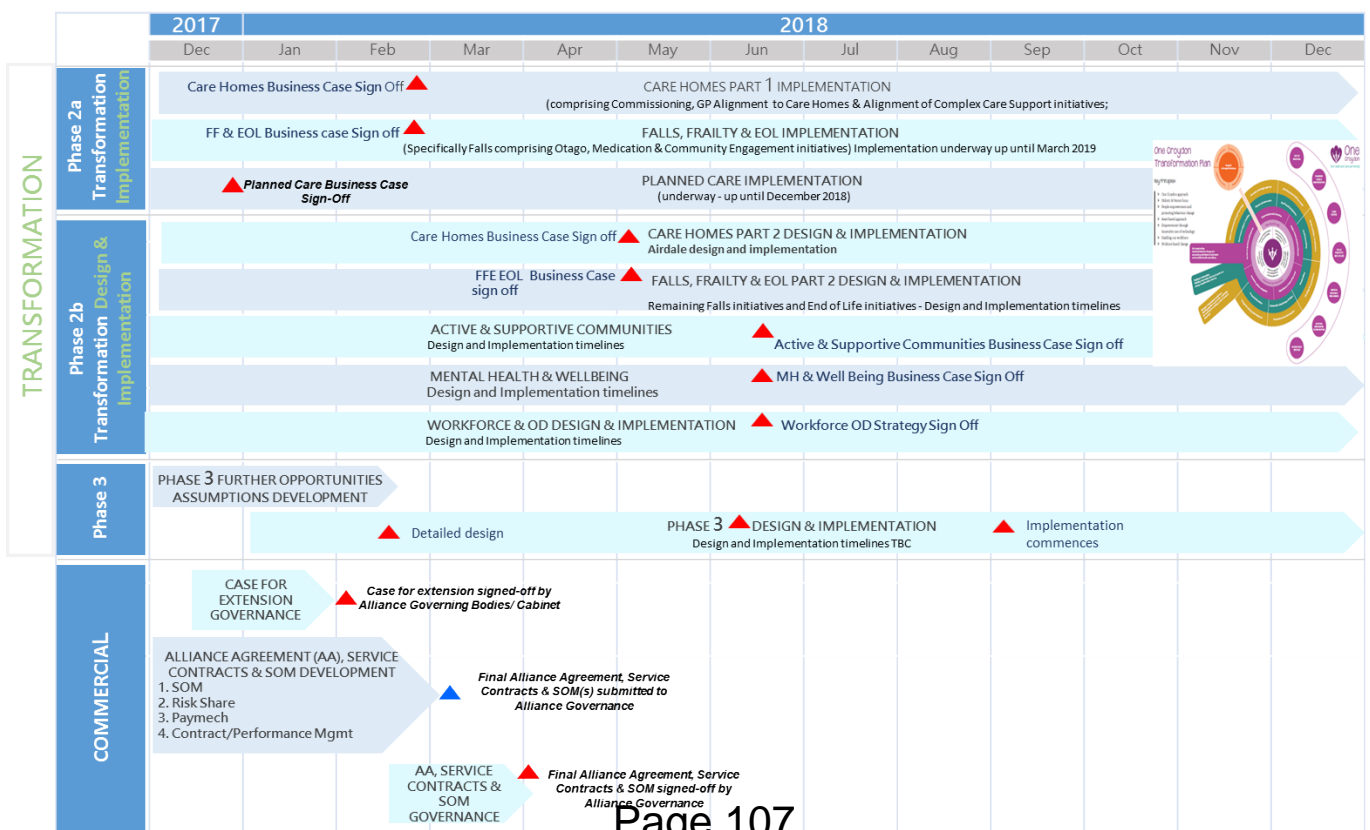 2017 2018
Dec Jan Feb Mar Apr May Jun Jul Aug Sep Oct Nov Dec
TRANSFORMATION
Phase 2a
Transformation
Implementation
Care Homes Business Case Sign Off
CARE HOMES PART 1 IMPLEMENTATION
(comprising Commissioning, GP Alignment to Care Homes & Alignment of Complex Care Support initiatives;
FF & EOL Business case Sign off
FALLS, FRAILTY & EOL IMPLEMENTATION
(Specifically Falls comprising Otago, Medication & Community Engagement initiatives) Implementation underway up until March 2019
Planned Care Business Case
Sign-Off
PLANNED CARE IMPLEMENTATION
(underway - up until December 2018)
One Croydon
Transformation Plan
One
Croydon
Phase 2b
Transformation Design &
Implementation
Care Homes Business Case Sign off
CARE HOMES PART 2 DESIGN & IMPLEMENTATION
Airdale design and implementation
FFE EOL Business Case
sign off
FALLS, FRAILTY & EOL PART 2 DESIGN & IMPLEMENTATION
Remaining Falls initiatives and End of Life initiatives - Design and Implementation timelines
ACTIVE & SUPPORTIVE COMMUNITIES
Design and Implementation timelines
Active & Supportive Communities Business Case Sign off
MENTAL HEALTH & WELLBEING
Design and Implementation timelines
MH & Well Being Business Case Sign Off
WORKFORCE & OD DESIGN & IMPLEMENTATION
Design and Implementation timelines
Workforce OD Strategy Sign Off
Phase 3
PHASE 3 FURTHER OPPORTUNITIES
ASSUMPTIONS DEVELOPMENT
Detailed design
PHASE 3 DESIGN & IMPLEMENTATION
Design and Implementation timelines TBC
Implementation
commences
COMMERCIAL
CASE FOR
EXTENSION
GOVERNANCE
Case for extension signed-off by
Alliance Governing Bodies/ Cabinet
ALLIANCE AGREEMENT (AA), SERVICE
CONTRACTS & SOM DEVELOPMENT
1. SOM
2. Risk Share
3. Paymech
4. Contract/Performance Mgmt
Final Alliance Agreement, Service
Contracts & SOM(s) submitted to
Alliance Governance
AA, SERVICE
CONTRACTS &
SOM
GOVERNANCE
Final Alliance Agreement, Service
Contracts & SOM signed-off by
Alliance Governance
Page 107